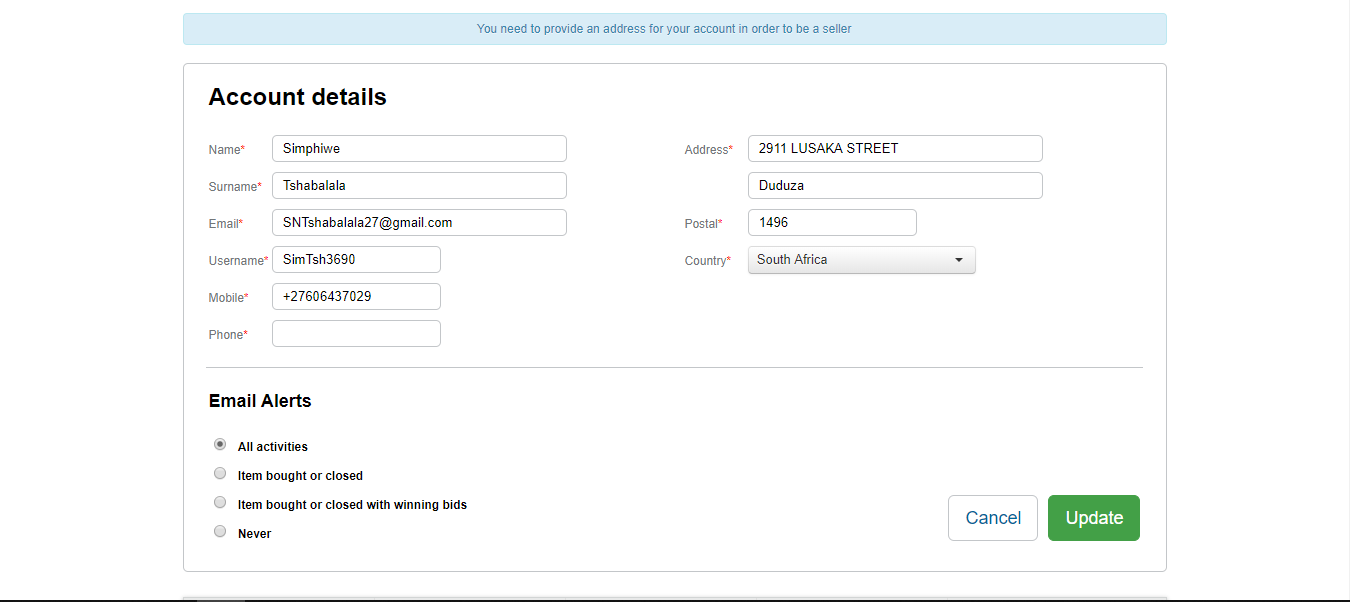 You need to provide an address for your account in order to be a seller
Account details
Name* Simphiwe
Address* 2911 LUSAKA STREET
Surname* Tshabalala
Duduza
Email* SNTshabalala27@gmail.com
Postal* 1496
Username* SimTsh3690
Country* South Africa
Mobile* +27606437029
Phone*
Email Alerts
All activities
Item bought or closed
Item bought or closed with winning bids
Never
Cancel Update